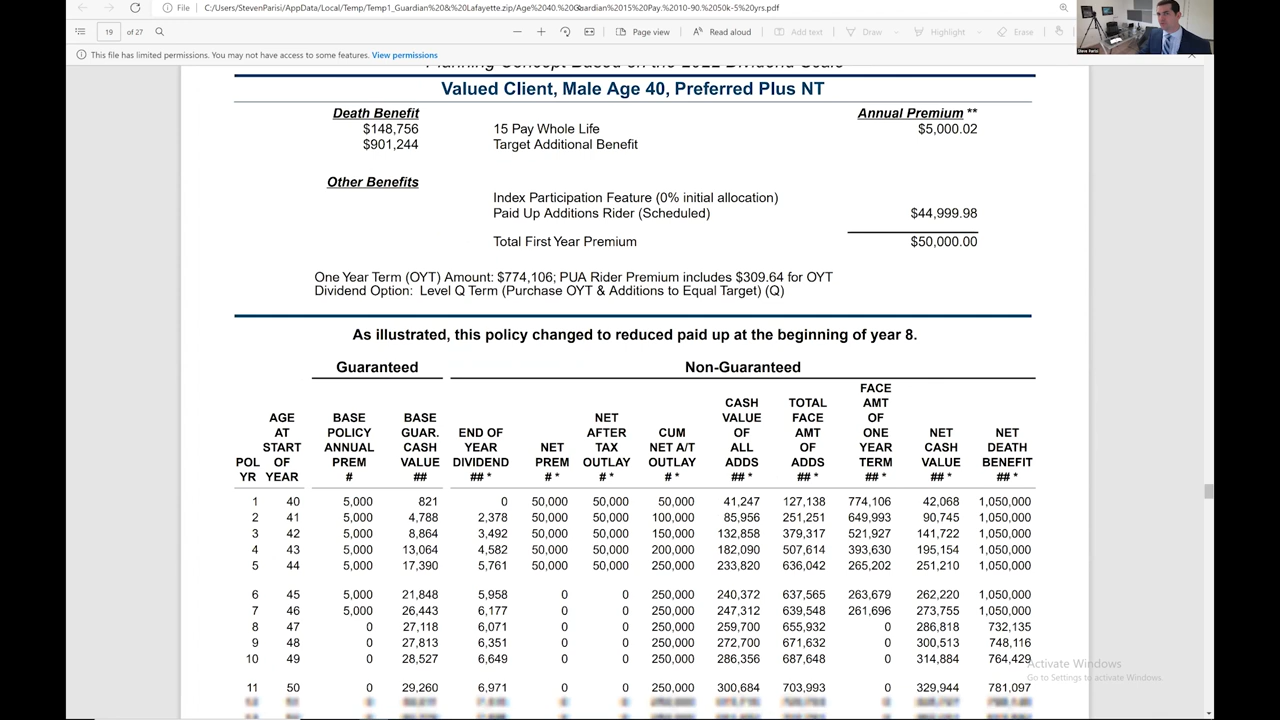 File C:/Users/StevenParisi/AppData/Local/Temp/Temp1_Guardian%20&%20Lafayette.zip/Age%2040.%20Guardian%2015%20Pay.%2010-90.%2050k-5%20yrs.pdf
19 of 27 Page view Read aloud Add text Draw Highlight Erase
This file has limited permissions. You may not have access to some features. View permissions
Steve Parisi
Planning Concept Based on the 2022 Dividend Scale
Valued Client, Male Age 40, Preferred Plus NT
Death Benefit Annual Premium **
$148,756 15 Pay Whole Life $5,000.02
$901,244 Target Additional Benefit
Other Benefits
Index Participation Feature (0% initial allocation)
Paid Up Additions Rider (Scheduled) $44,999.98
Total First Year Premium $50,000.00
One Year Term (OYT) Amount: $774,106; PUA Rider Premium includes $309.64 for OYT
Dividend Option: Level Q Term (Purchase OYT & Additions to Equal Target) (Q)
As illustrated, this policy changed to reduced paid up at the beginning of year 8.
Guaranteed Non-Guaranteed
FACE
CASH TOTAL AMT
AGE BASE BASE NET VALUE FACE OF
AT POLICY GUAR. END OF AFTER CUM OF AMT ONE NET NET
START ANNUAL CASH YEAR NET TAX NET A/T ALL OF YEAR CASH DEATH
POL OF PREM VALUE DIVIDEND PREM OUTLAY OUTLAY ADDS ADDS TERM VALUE BENEFIT
YR YEAR # ## ## * # * # * # * ## * ## * ## * ## * ## *
1 40 5,000 821 0 50,000 50,000 50,000 41,247 127,138 774,106 42,068 1,050,000
2 41 5,000 4,788 2,378 50,000 50,000 100,000 85,956 251,251 649,993 90,745 1,050,000
3 42 5,000 8,864 3,492 50,000 50,000 150,000 132,858 379,317 521,927 141,722 1,050,000
4 43 5,000 13,064 4,582 50,000 50,000 200,000 182,090 507,614 393,630 195,154 1,050,000
5 44 5,000 17,390 5,761 50,000 50,000 250,000 233,820 636,042 265,202 251,210 1,050,000
6 45 5,000 21,848 5,958 0 0 250,000 240,372 637,565 263,679 262,220 1,050,000
7 46 5,000 26,443 6,177 0 0 250,000 247,312 639,548 261,696 273,755 1,050,000
8 47 0 27,118 6,071 0 0 250,000 259,700 655,932 0 286,818 732,135
9 48 0 27,813 6,351 0 0 250,000 272,700 671,632 0 300,513 748,116
10 49 0 28,527 6,649 0 0 250,000 286,356 687,648 0 314,884 764,429
11 50 0 29,260 6,971 0 0 250,000 300,684 703,993 0 329,944 781,097
Activate Windows
Go to Settings to activate Windows.